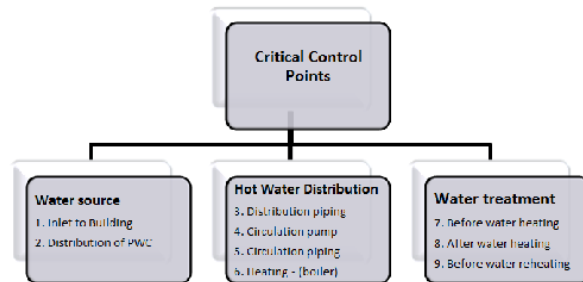 Critical Control
Points
Water source
1. Inlet to Building
2. Distribution of PWC
Hot Water Distribution
3. Distribution piping
4. Circulation pump
5. Circulation piping
6. Heating - (boiler)
Water treatment
7. Before water heating
8. After water heating
9. Before water reheating